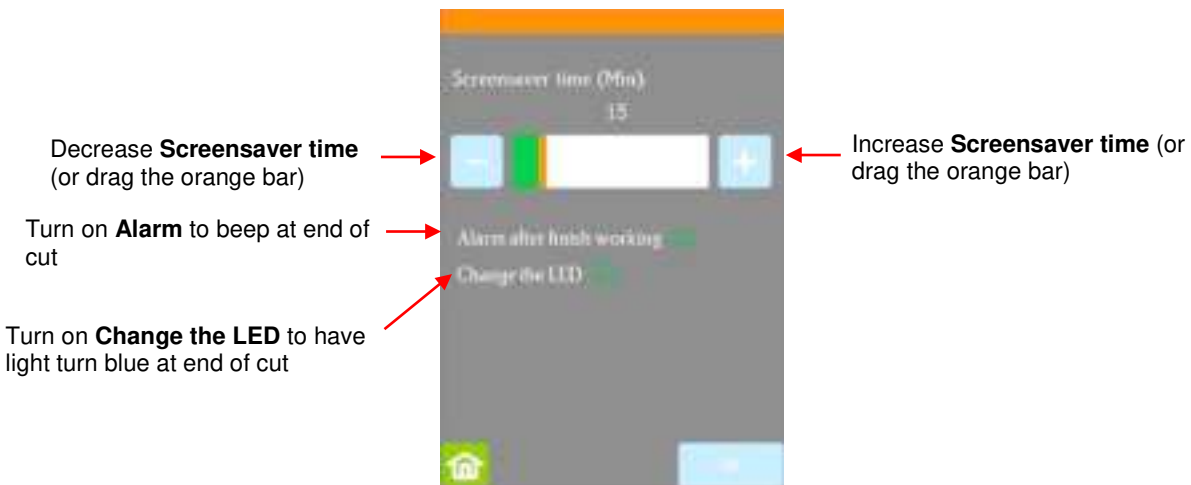 Screensaver time (Min)
15
Decrease Screensaver time
(or drag the orange bar)
Increase Screensaver time (or
drag the orange bar)
Turn on Alarm to beep at end of
cut
Alarm after finish working
Change the LED
Turn on Change the LED to have
light turn blue at end of cut